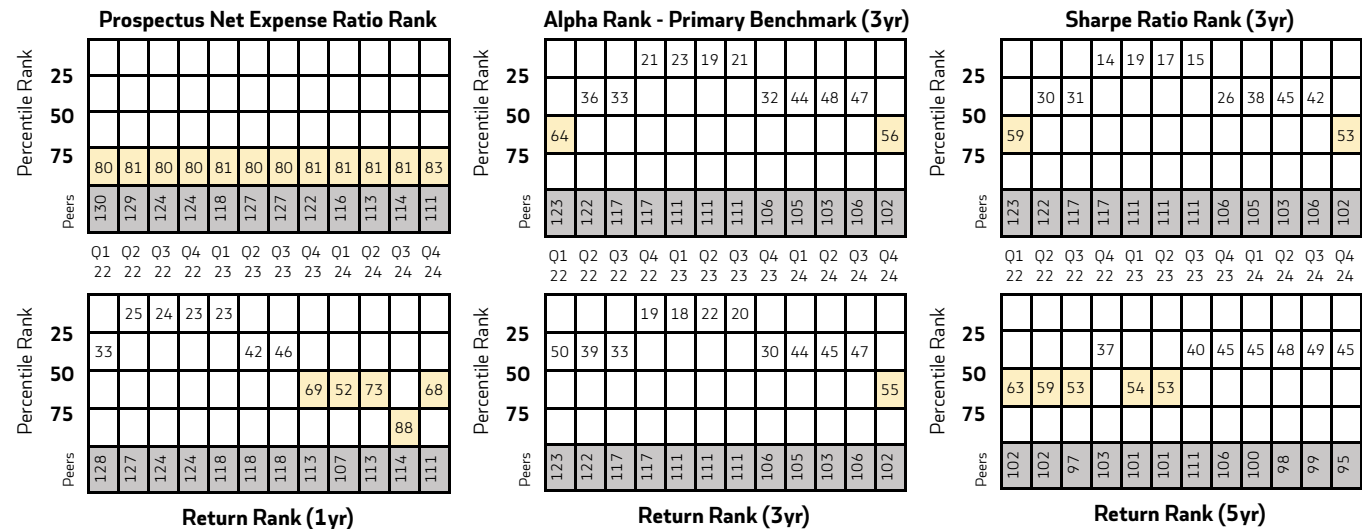 Prospectus Net Expense Ratio Rank
Percentile Rank
25
50
75
80 81 80 80 81 80 80 81 81 81 81 83
Peers
130 129 124 124 118 127 127 122 116 113 114 111
Q1 Q2 Q3 Q4 Q1 Q2 Q3 Q4 Q1 Q2 Q3 Q4
22 22 22 22 23 23 23 23 24 24 24 24
Alpha Rank - Primary Benchmark (3yr)
Percentile Rank
21 23 19 21
25
36 33 32 44 48 47
50
64 56
75
Peers
123 122 117 117 111 111 111 106 105 103 106 102
Q1 Q2 Q3 Q4 Q1 Q2 Q3 Q4 Q1 Q2 Q3 Q4
22 22 22 22 23 23 23 23 24 24 24 24
Sharpe Ratio Rank (3yr)
Percentile Rank
14 19 17 15
25
30 31 26 38 45 42
50
59 53
75
Peers
123 122 117 117 111 111 111 106 105 103 106 102
Q1 Q2 Q3 Q4 Q1 Q2 Q3 Q4 Q1 Q2 Q3 Q4
22 22 22 22 23 23 23 23 24 24 24 24
Percentile Rank
25 24 23 23
25
33 42 46
50
69 52 73 68
75
88
Peers
128 127 124 124 118 118 118 113 107 113 114 111
Return Rank (1yr)
Percentile Rank
19 18 22 20
25
50 39 33 30 44 45 47
50
55
75
Peers
123 122 117 117 111 111 111 106 105 103 106 102
Return Rank (3yr)
Percentile Rank
25
37 40 45 45 48 49 45
50
63 59 53 54 53
75
Peers
102 102 97 103 101 101 111 106 100 98 99 95
Return Rank (5yr)